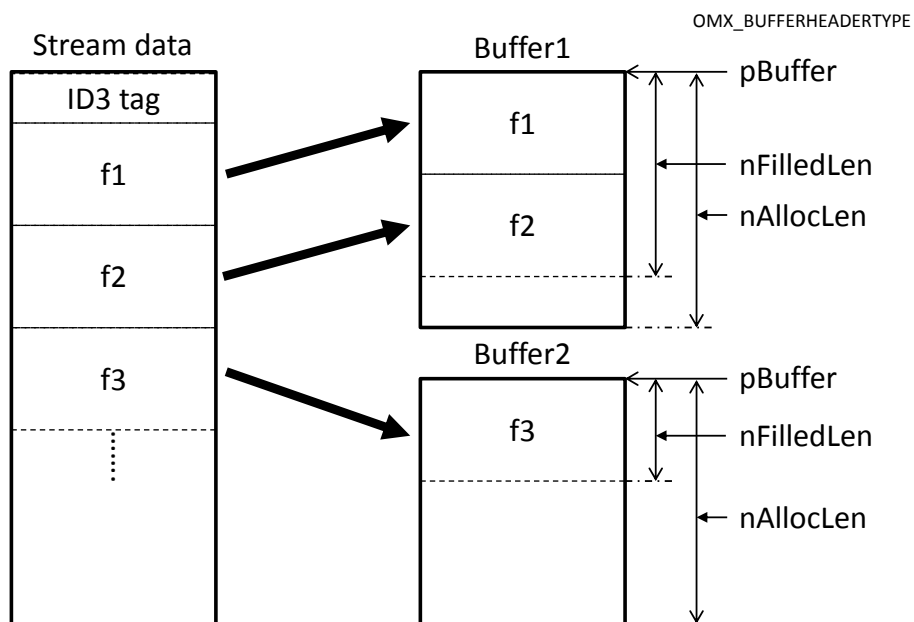 OMX_BUFFERHEADERTYPE
Stream data
Buffer1
pBuffer
ID3 tag
f1
f1
nFilledLen
nAllocLen
f2
f2
Buffer2
f3
pBuffer
f3
nFilledLen
nAllocLen